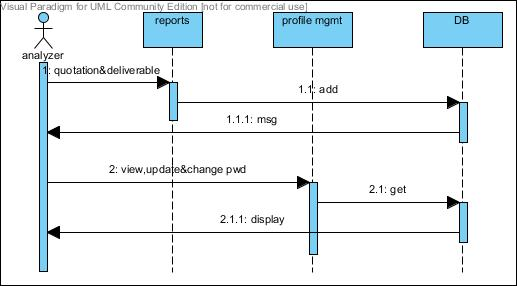 Visual Paradigm for UML Community Edition [not for commercial use]
reports
profile mgmt
DB
analyzer
1: quotation&deliverable
1.1: add
1.1.1: msg
2: view,update&change pwd
2.1: get
2.1.1: display